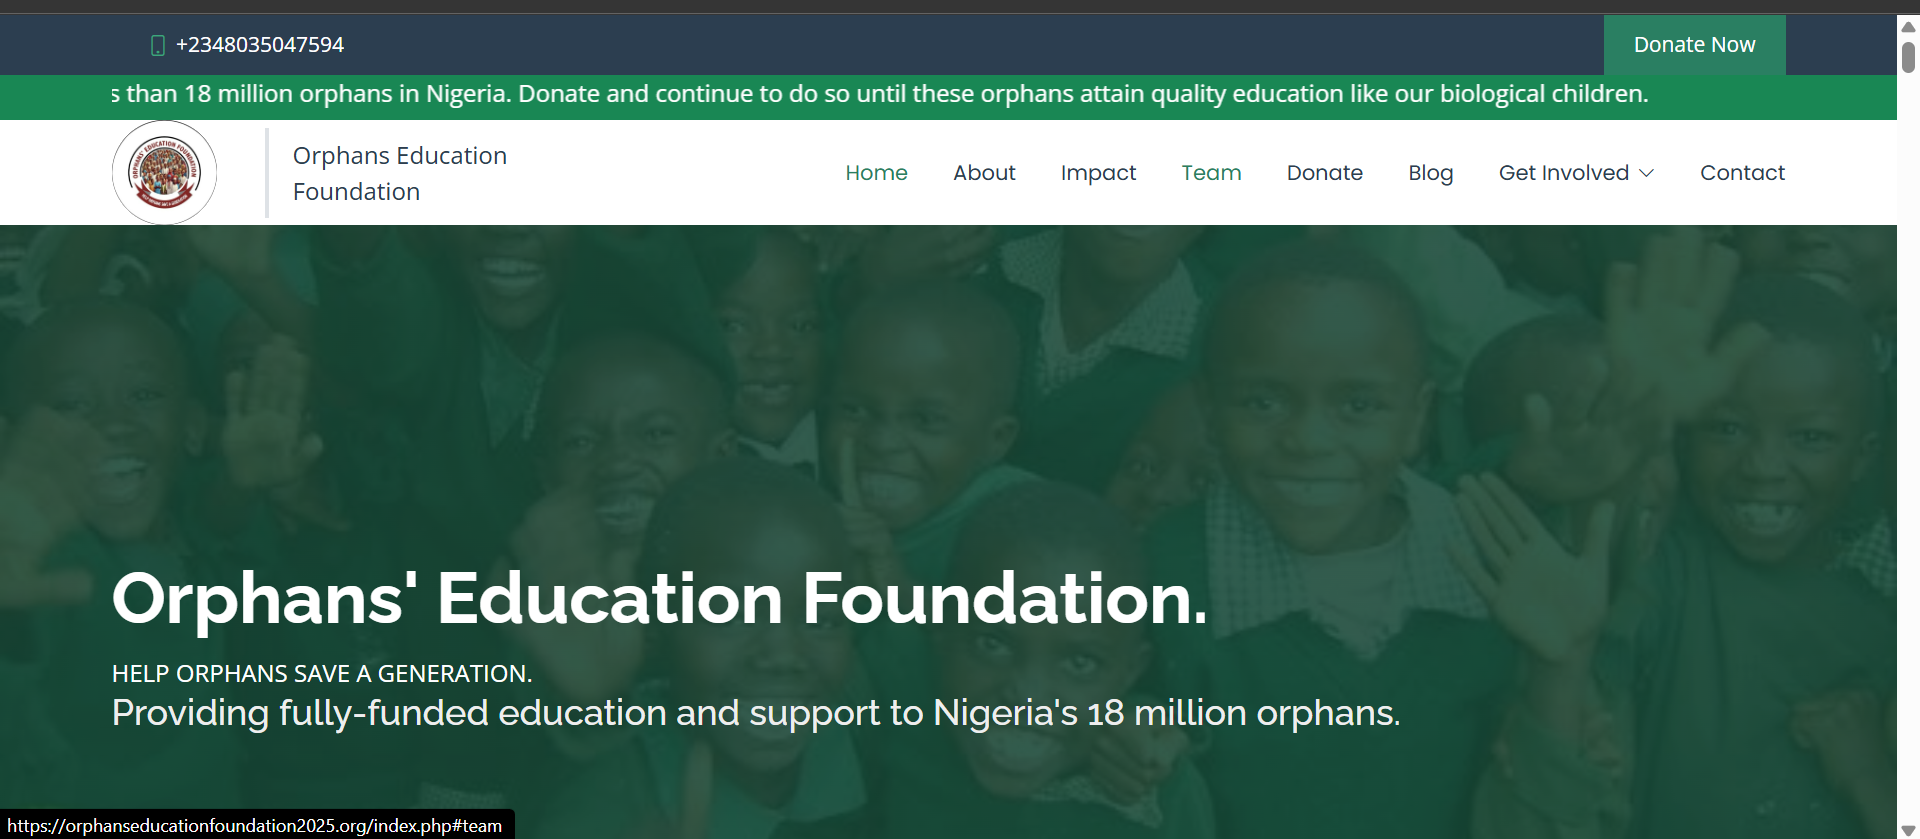 +2348035047594
Donate Now
s than 18 million orphans in Nigeria. Donate and continue to do so until these orphans attain quality education like our biological children.
ORPHANS' EDUCATION FOUNDATION
Orphans Education
Foundation
Home
About
Impact
Team
Donate
Blog
Get Involved
Contact
Orphans' Education Foundation.
HELP ORPHANS SAVE A GENERATION.
Providing fully-funded education and support to Nigeria's 18 million orphans.
https://orphanseducationfoundation2025.org/index.php#team